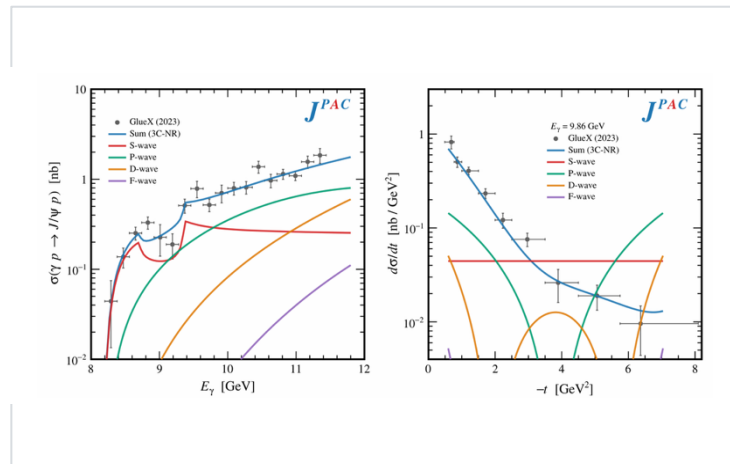 J^PAC
GlueX (2023)
Sum (3C-NR)
S-wave
P-wave
D-wave
F-wave
σ(γ p → J/ψ p) [nb]
10
1
10⁻¹
10⁻²
8 9 10 11 12
E_γ [GeV]
J^PAC
E_γ = 9.86 GeV
GlueX (2023)
Sum (3C-NR)
S-wave
P-wave
D-wave
F-wave
dσ/dt [nb / GeV²]
1
10⁻¹
10⁻²
0 2 4 6 8
−t [GeV²]